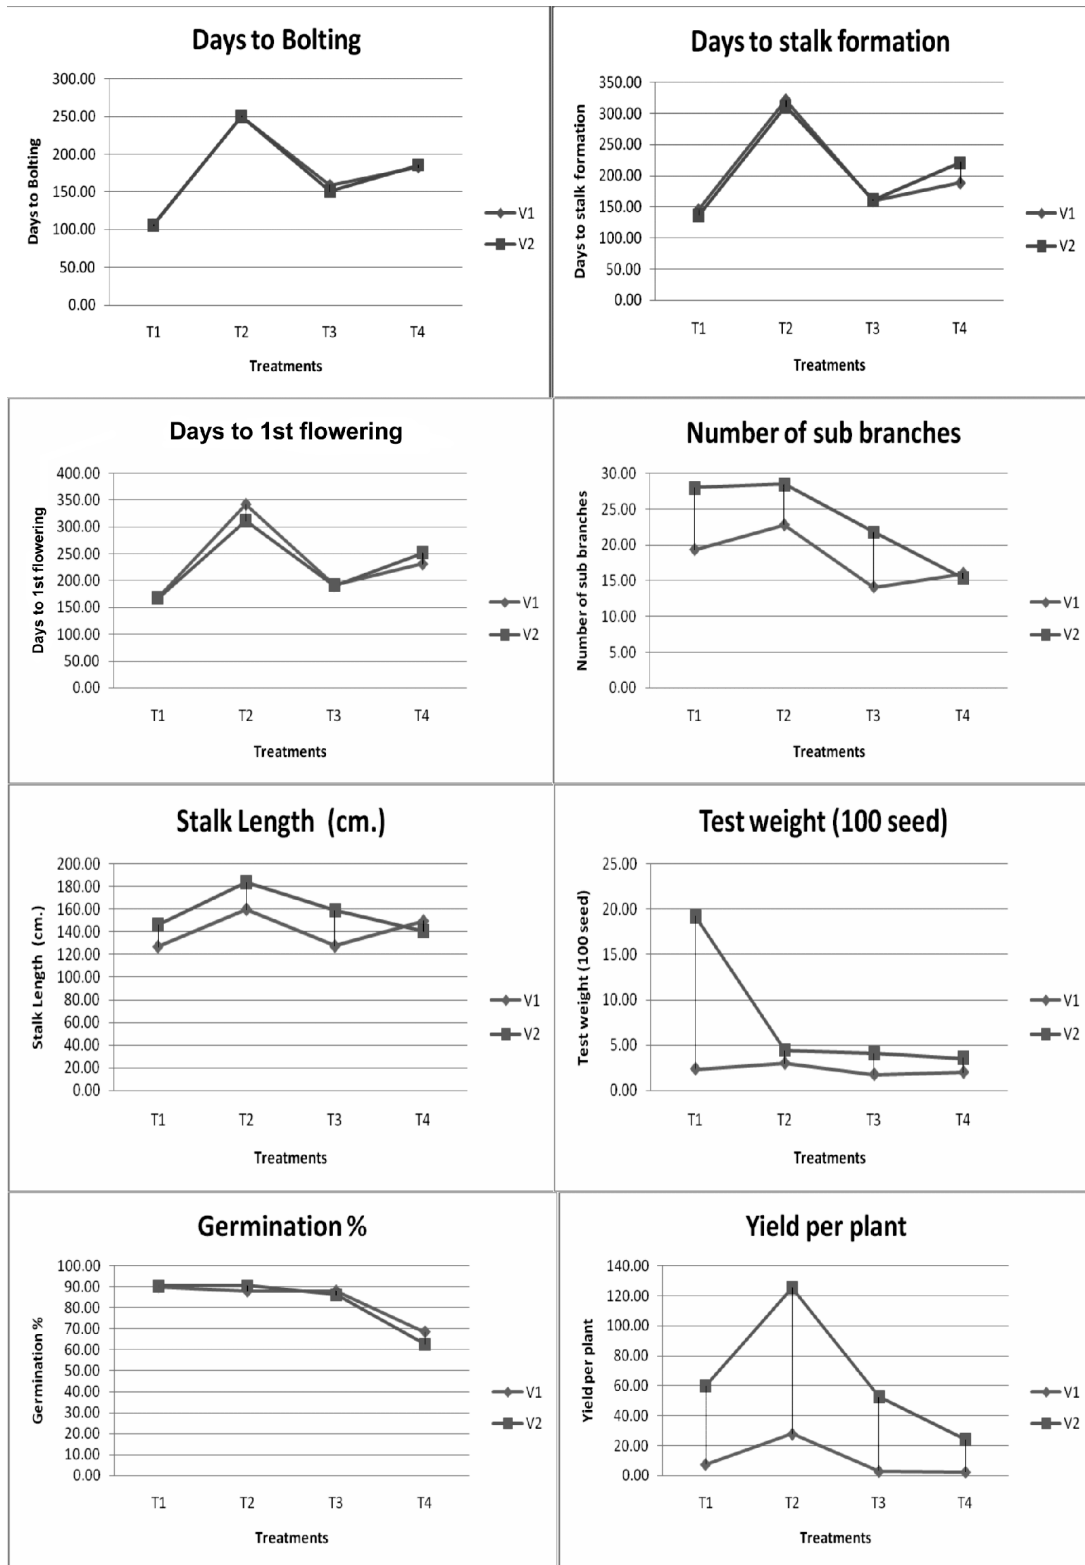 Days to Bolting
Days to Bolting
300.00
250.00
200.00
150.00
100.00
50.00
0.00
T1 T2 T3 T4
Treatments
V1
V2
Days to stalk formation
Days to stalk formation
350.00
300.00
250.00
200.00
150.00
100.00
50.00
0.00
T1 T2 T3 T4
Treatments
V1
V2
Days to 1st flowering
Days to 1st flowering
400.00
350.00
300.00
250.00
200.00
150.00
100.00
50.00
0.00
T1 T2 T3 T4
Treatments
V1
V2
Number of sub branches
Number of sub branches
30.00
25.00
20.00
15.00
10.00
5.00
0.00
T1 T2 T3 T4
Treatments
V1
V2
Stalk Length (cm.)
Stalk Length (cm.)
200.00
180.00
160.00
140.00
120.00
100.00
80.00
60.00
40.00
20.00
0.00
T1 T2 T3 T4
Treatments
V1
V2
Test weight (100 seed)
Test weight (100 seed)
25.00
20.00
15.00
10.00
5.00
0.00
T1 T2 T3 T4
Treatments
V1
V2
Germination %
Germination %
100.00
90.00
80.00
70.00
60.00
50.00
40.00
30.00
20.00
10.00
0.00
T1 T2 T3 T4
Treatments
V1
V2
Yield per plant
Yield per plant
140.00
120.00
100.00
80.00
60.00
40.00
20.00
0.00
T1 T2 T3 T4
Treatments
V1
V2